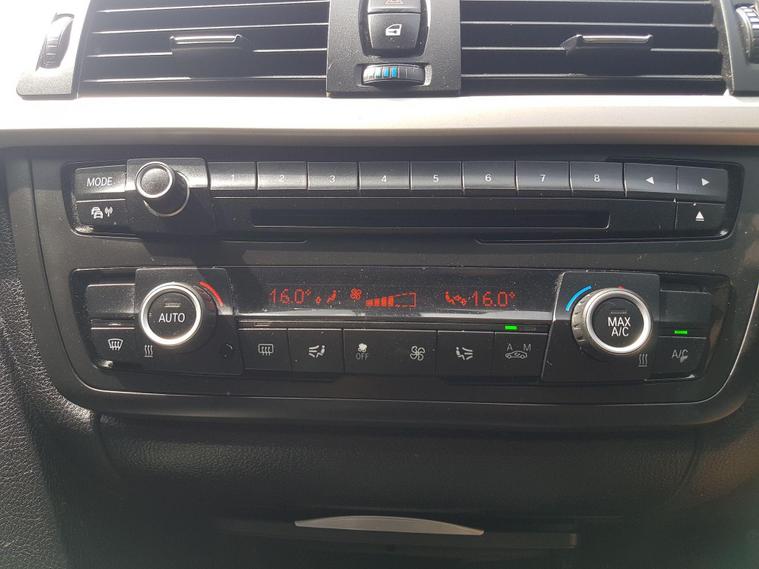 MODE 1 2 3 4 5 6 7 8
16.0° 16.0°
AUTO MAX A/C
OFF A M A/C